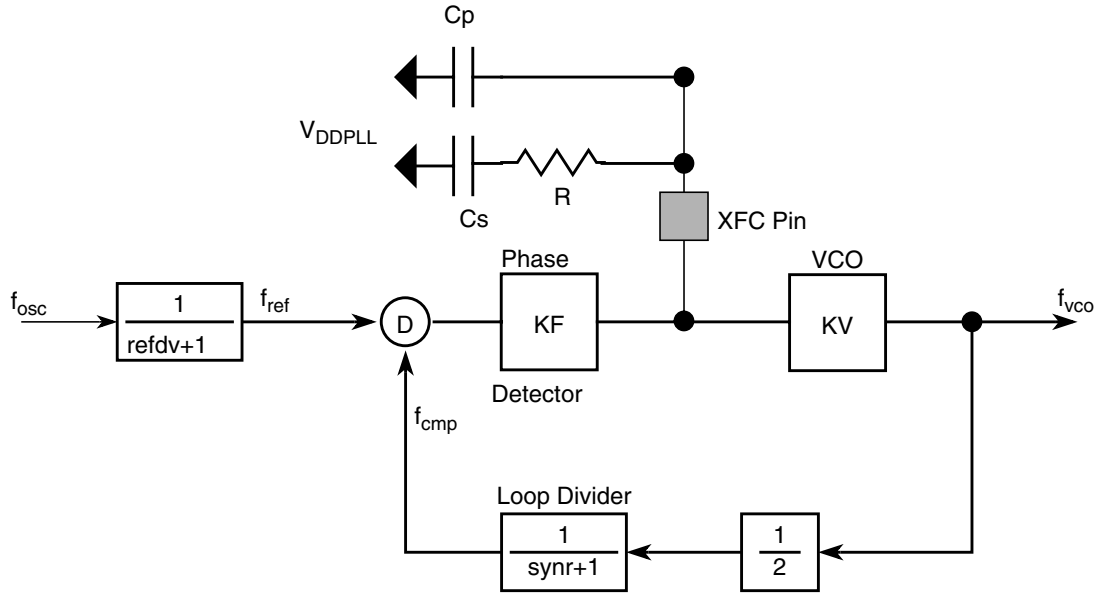 Cp
VDDPLL
Cs
R
XFC Pin
Phase
VCO
fosc
1
refdv+1
fref
D
KF
KV
fvco
Detector
fcmp
Loop Divider
1
synr+1
1
2